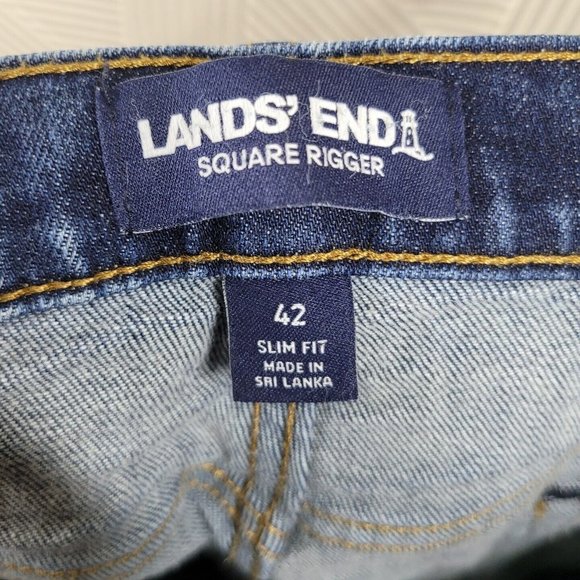 LANDS' END
SQUARE RIGGER
42
SLIM FIT
MADE IN
SRI LANKA